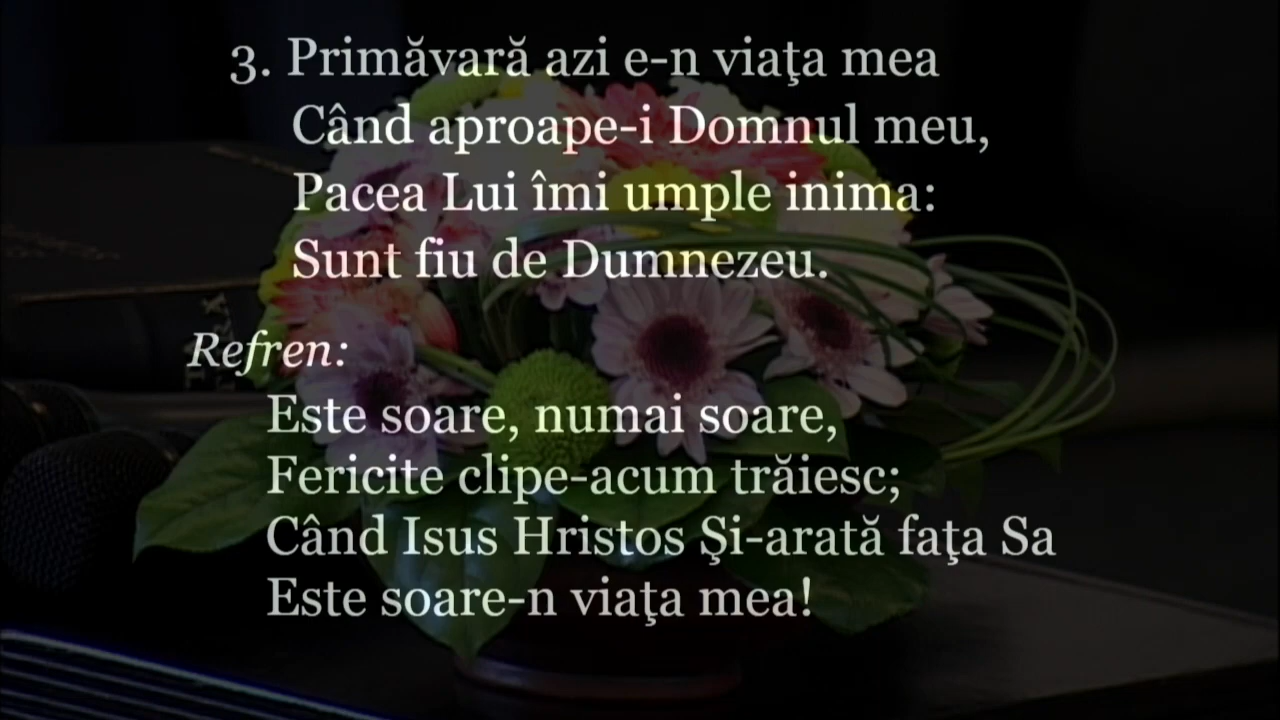 3. Primăvară azi e-n viaţa mea
Când aproape-i Domnul meu,
Pacea Lui îmi umple inima:
Sunt fiu de Dumnezeu.
Refren:
Este soare, numai soare,
Fericite clipe-acum trăiesc;
Când Isus Hristos Şi-arată faţa Sa
Este soare-n viaţa mea!